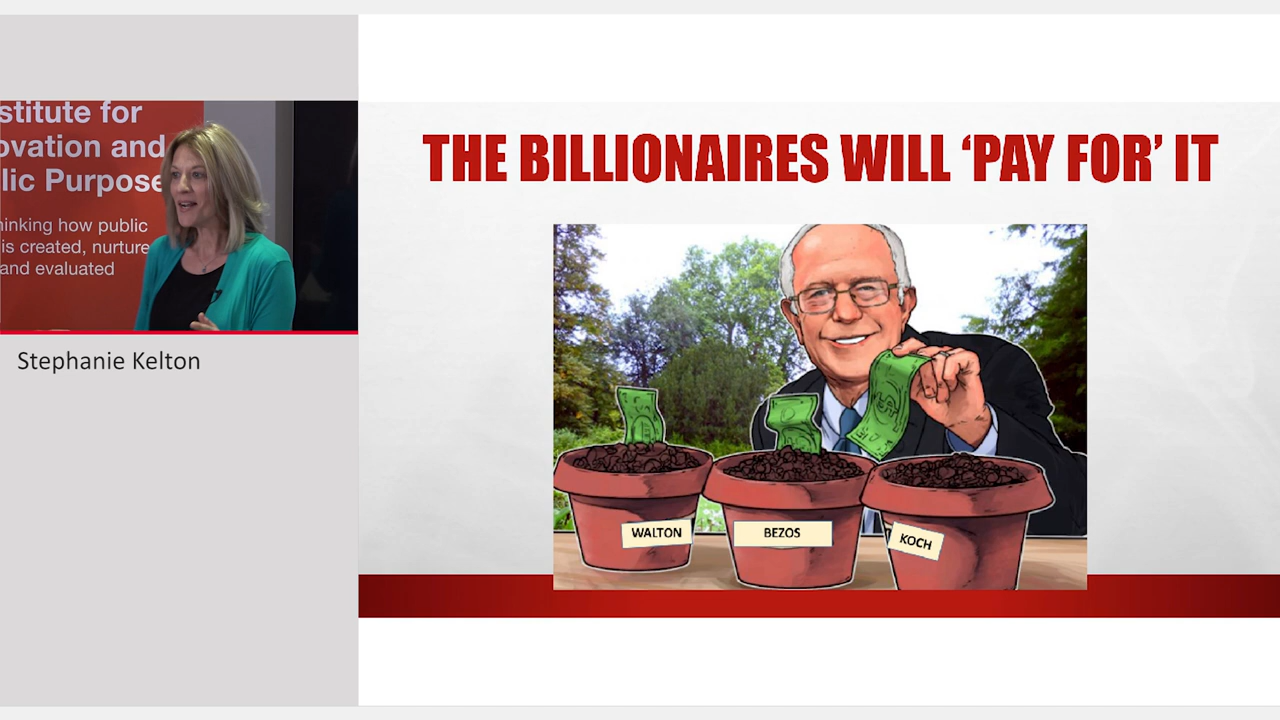 stitute for
ovation and
lic Purpose
hinking how public
is created, nurture
and evaluated
Stephanie Kelton
THE BILLIONAIRES WILL ‘PAY FOR’ IT
WALTON
BEZOS
KOCH